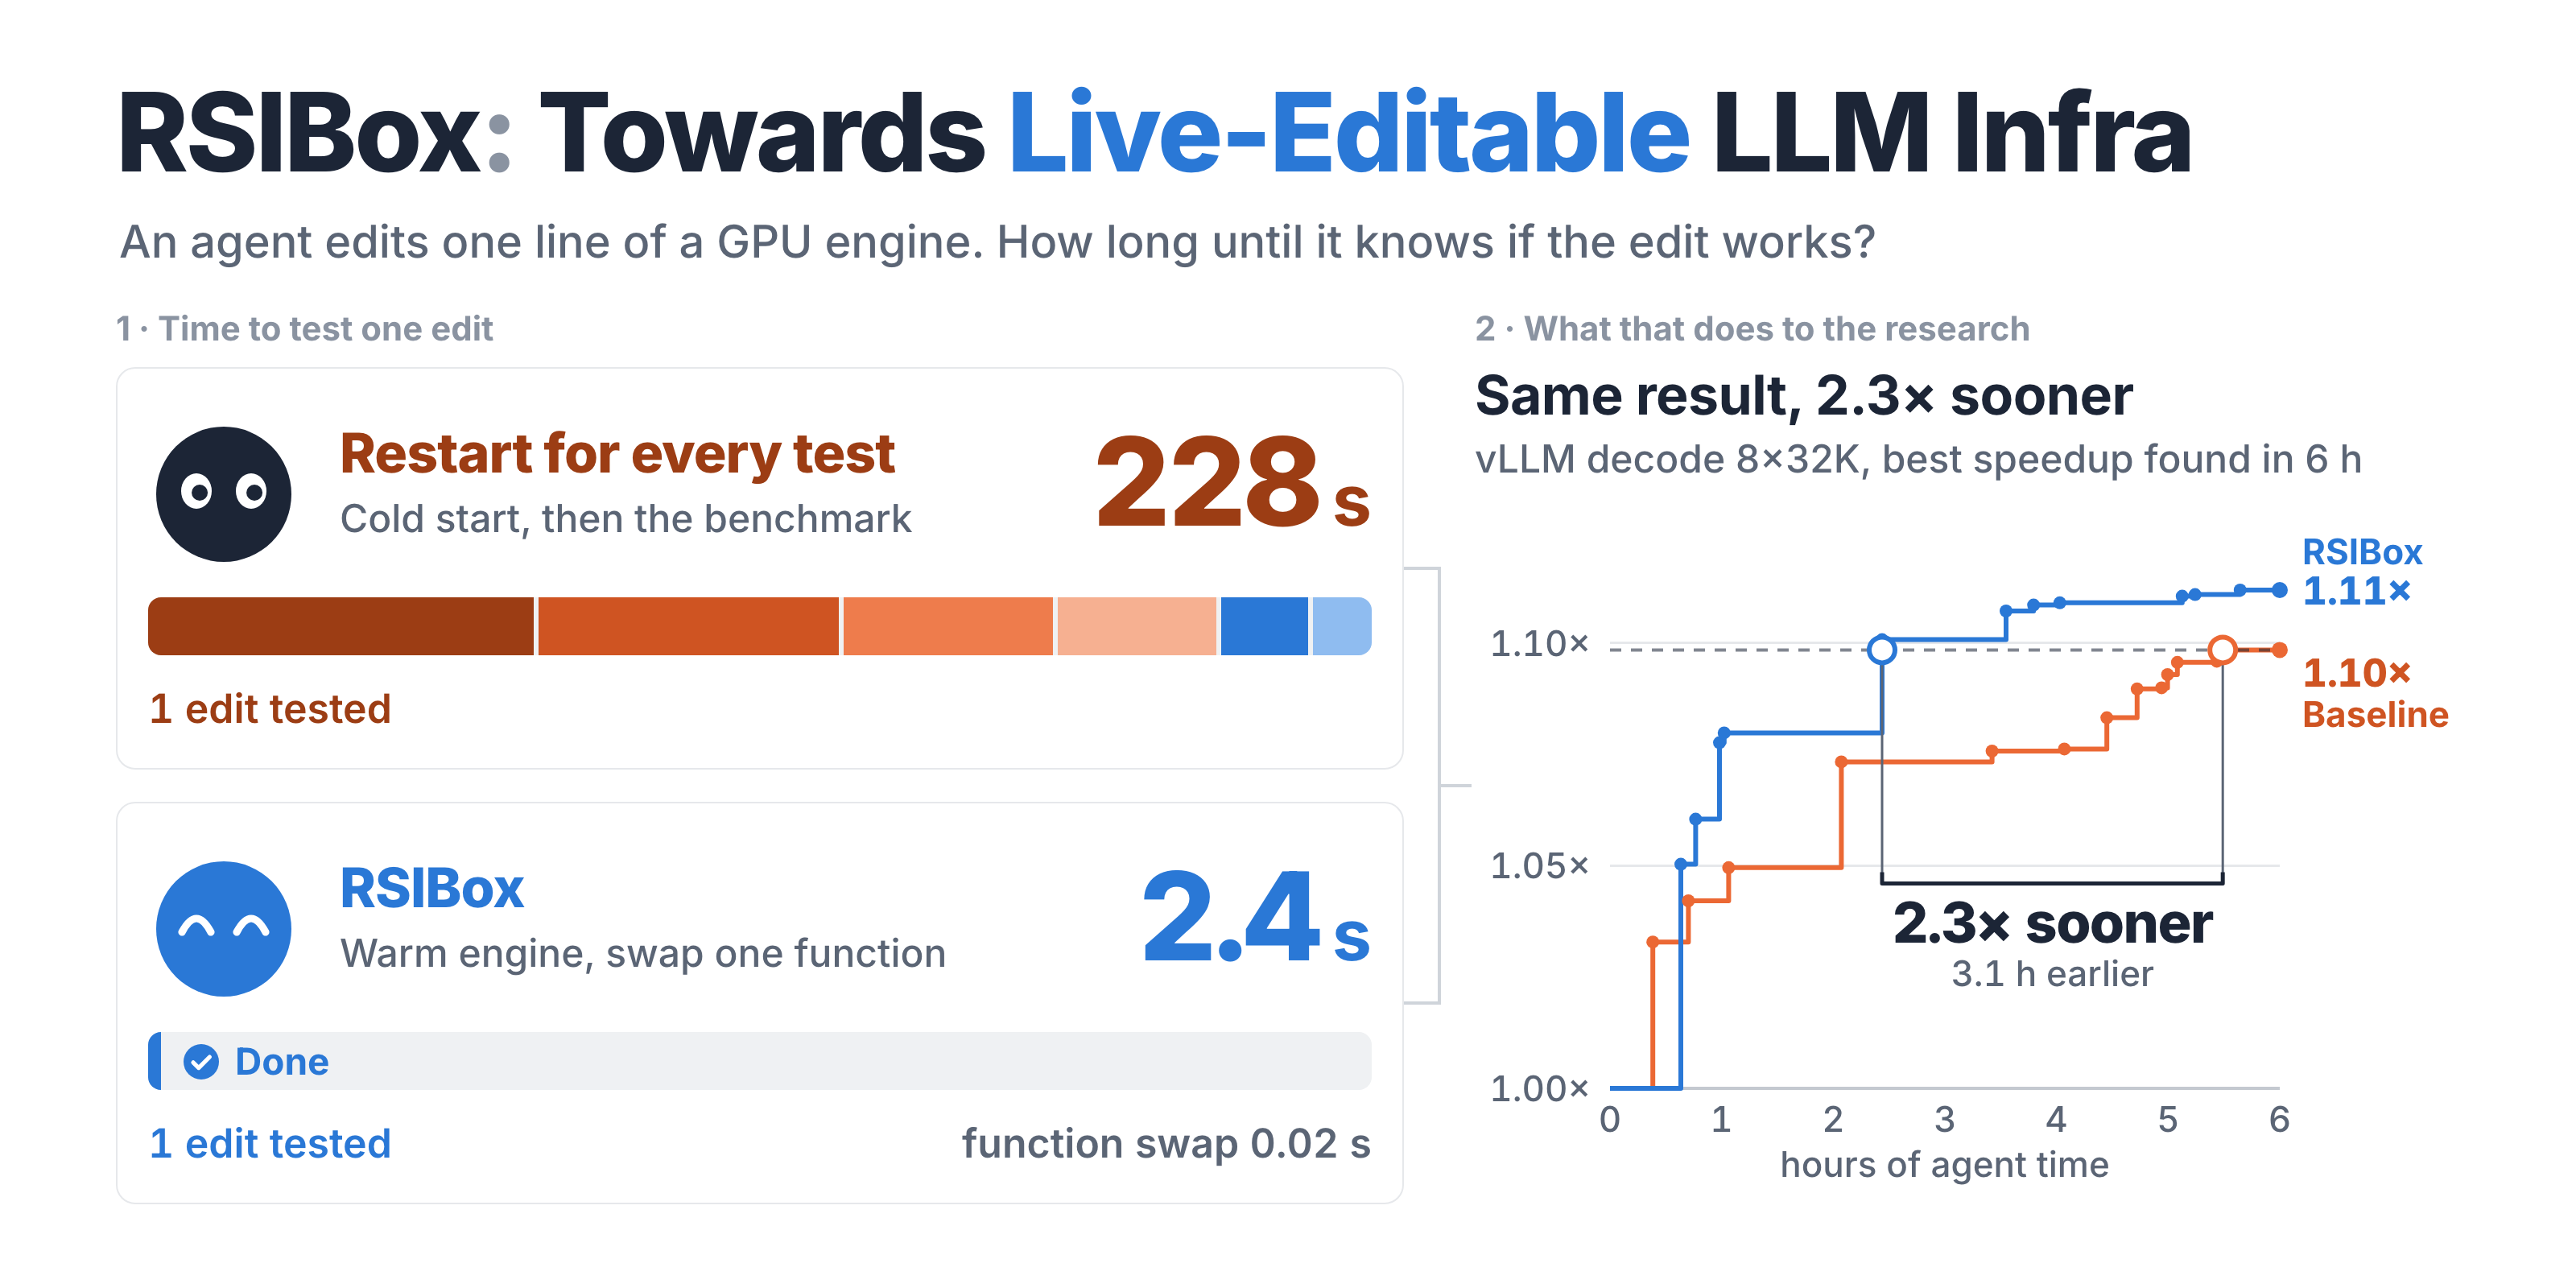 RSIBox: Towards Live-Editable LLM Infra
An agent edits one line of a GPU engine. How long until it knows if the edit works?
1 · Time to test one edit
Restart for every test
Cold start, then the benchmark
228 s
1 edit tested
RSIBox
Warm engine, swap one function
2.4 s
Done
1 edit tested
function swap 0.02 s
2 · What that does to the research
Same result, 2.3× sooner
vLLM decode 8×32K, best speedup found in 6 h
RSIBox
1.11×
1.10×
1.10×
Baseline
1.05×
2.3× sooner
3.1 h earlier
1.00×
0 1 2 3 4 5 6
hours of agent time